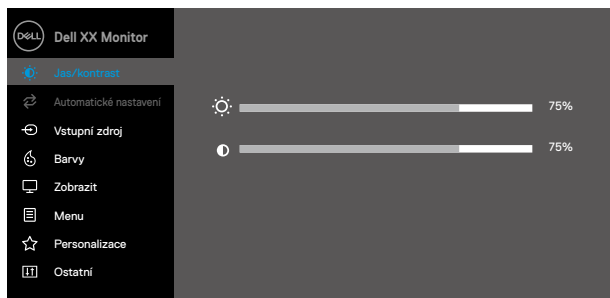 DELL Dell XX Monitor
Jas/kontrast
Automatické nastavení
75%
Vstupní zdroj
75%
Barvy
Zobrazit
Menu
Personalizace
Ostatní